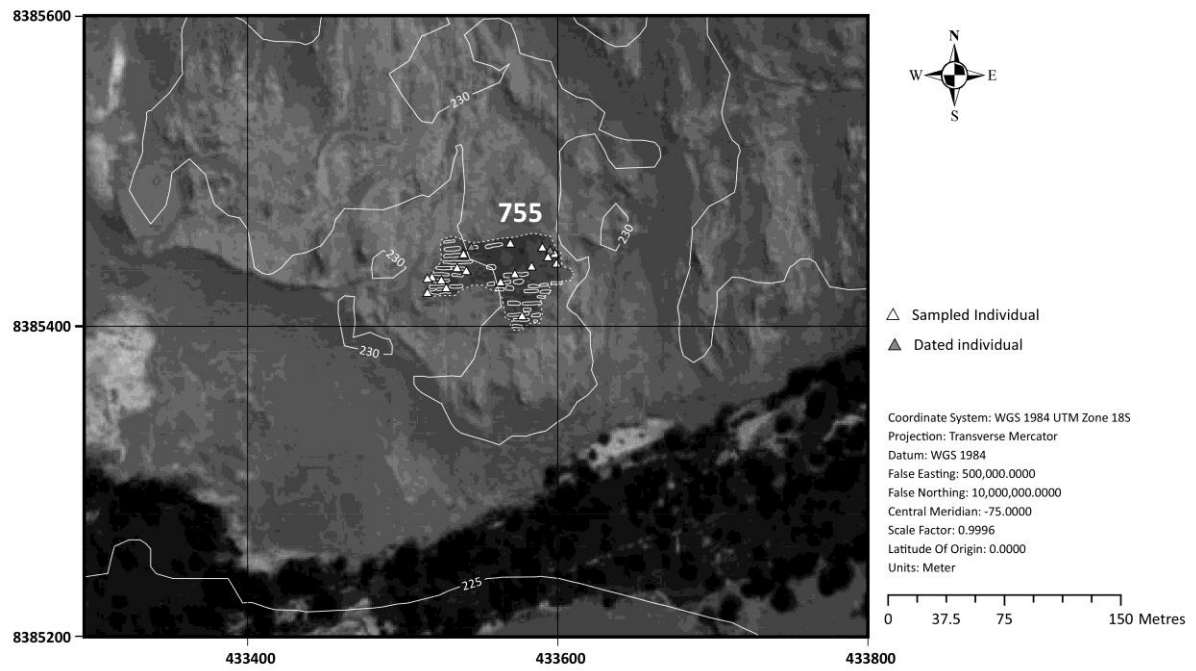 8385600
8385400
8385200
433400
433600
433800
230
755
230
230
230
225
N
W
E
S
Sampled Individual
Dated individual
Coordinate System: WGS 1984 UTM Zone 18S
Projection: Transverse Mercator
Datum: WGS 1984
False Easting: 500,000.0000
False Northing: 10,000,000.0000
Central Meridian: -75.0000
Scale Factor: 0.9996
Latitude Of Origin: 0.0000
Units: Meter
0 37.5 75 150 Metres